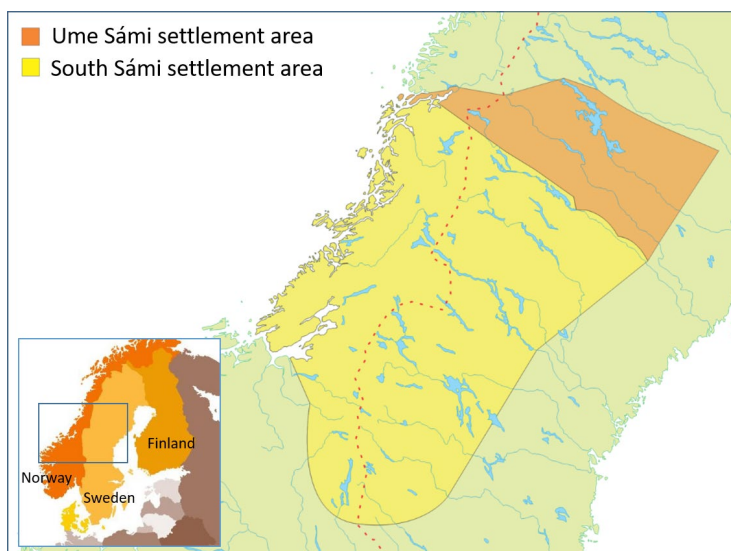 Ume Sámi settlement area
South Sámi settlement area
Finland
Norway
Sweden